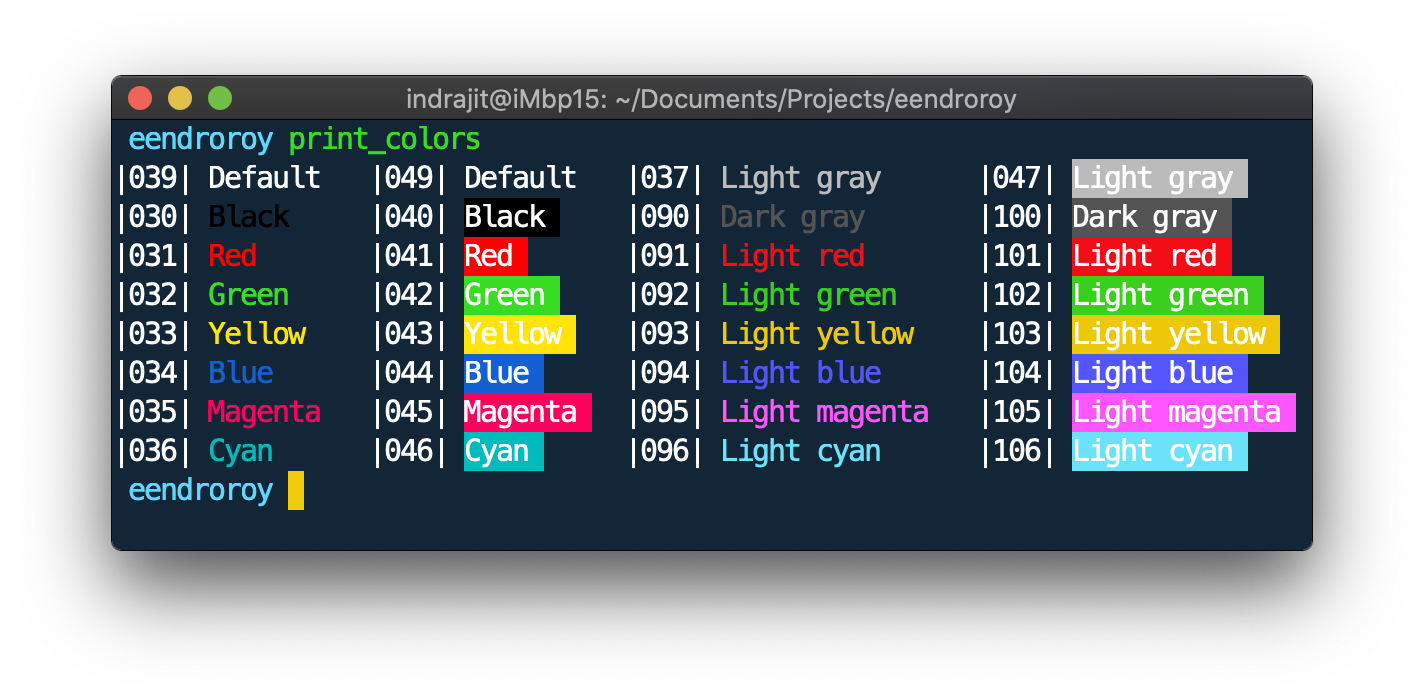 indrajit@iMbp15: ~/Documents/Projects/eendroroy
eendroroy print_colors
|039| Default |049| Default |037| Light gray |047| Light gray
|030| Black |040| Black |090| Dark gray |100| Dark gray
|031| Red |041| Red |091| Light red |101| Light red
|032| Green |042| Green |092| Light green |102| Light green
|033| Yellow |043| Yellow |093| Light yellow |103| Light yellow
|034| Blue |044| Blue |094| Light blue |104| Light blue
|035| Magenta |045| Magenta |095| Light magenta |105| Light magenta
|036| Cyan |046| Cyan |096| Light cyan |106| Light cyan
eendroroy